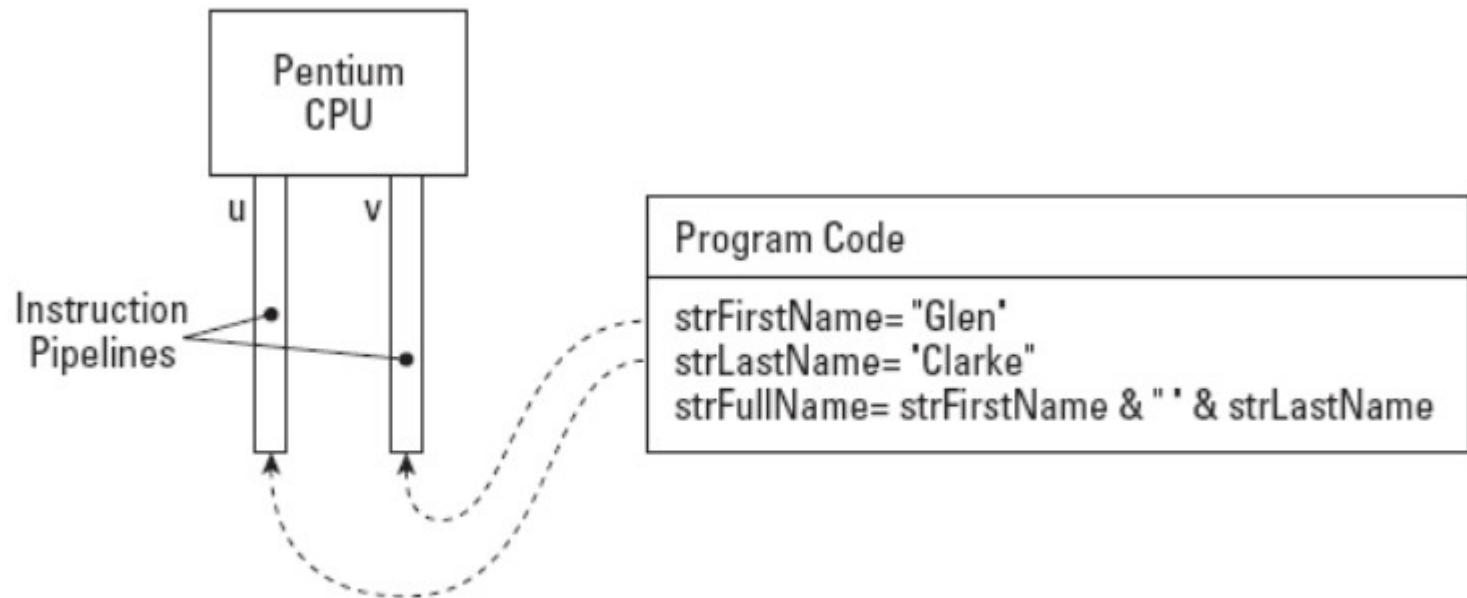 Pentium
CPU
u
v
Instruction
Pipelines
Program Code
strFirstName= "Glen"
strLastName= "Clarke"
strFullName= strFirstName & " " & strLastName